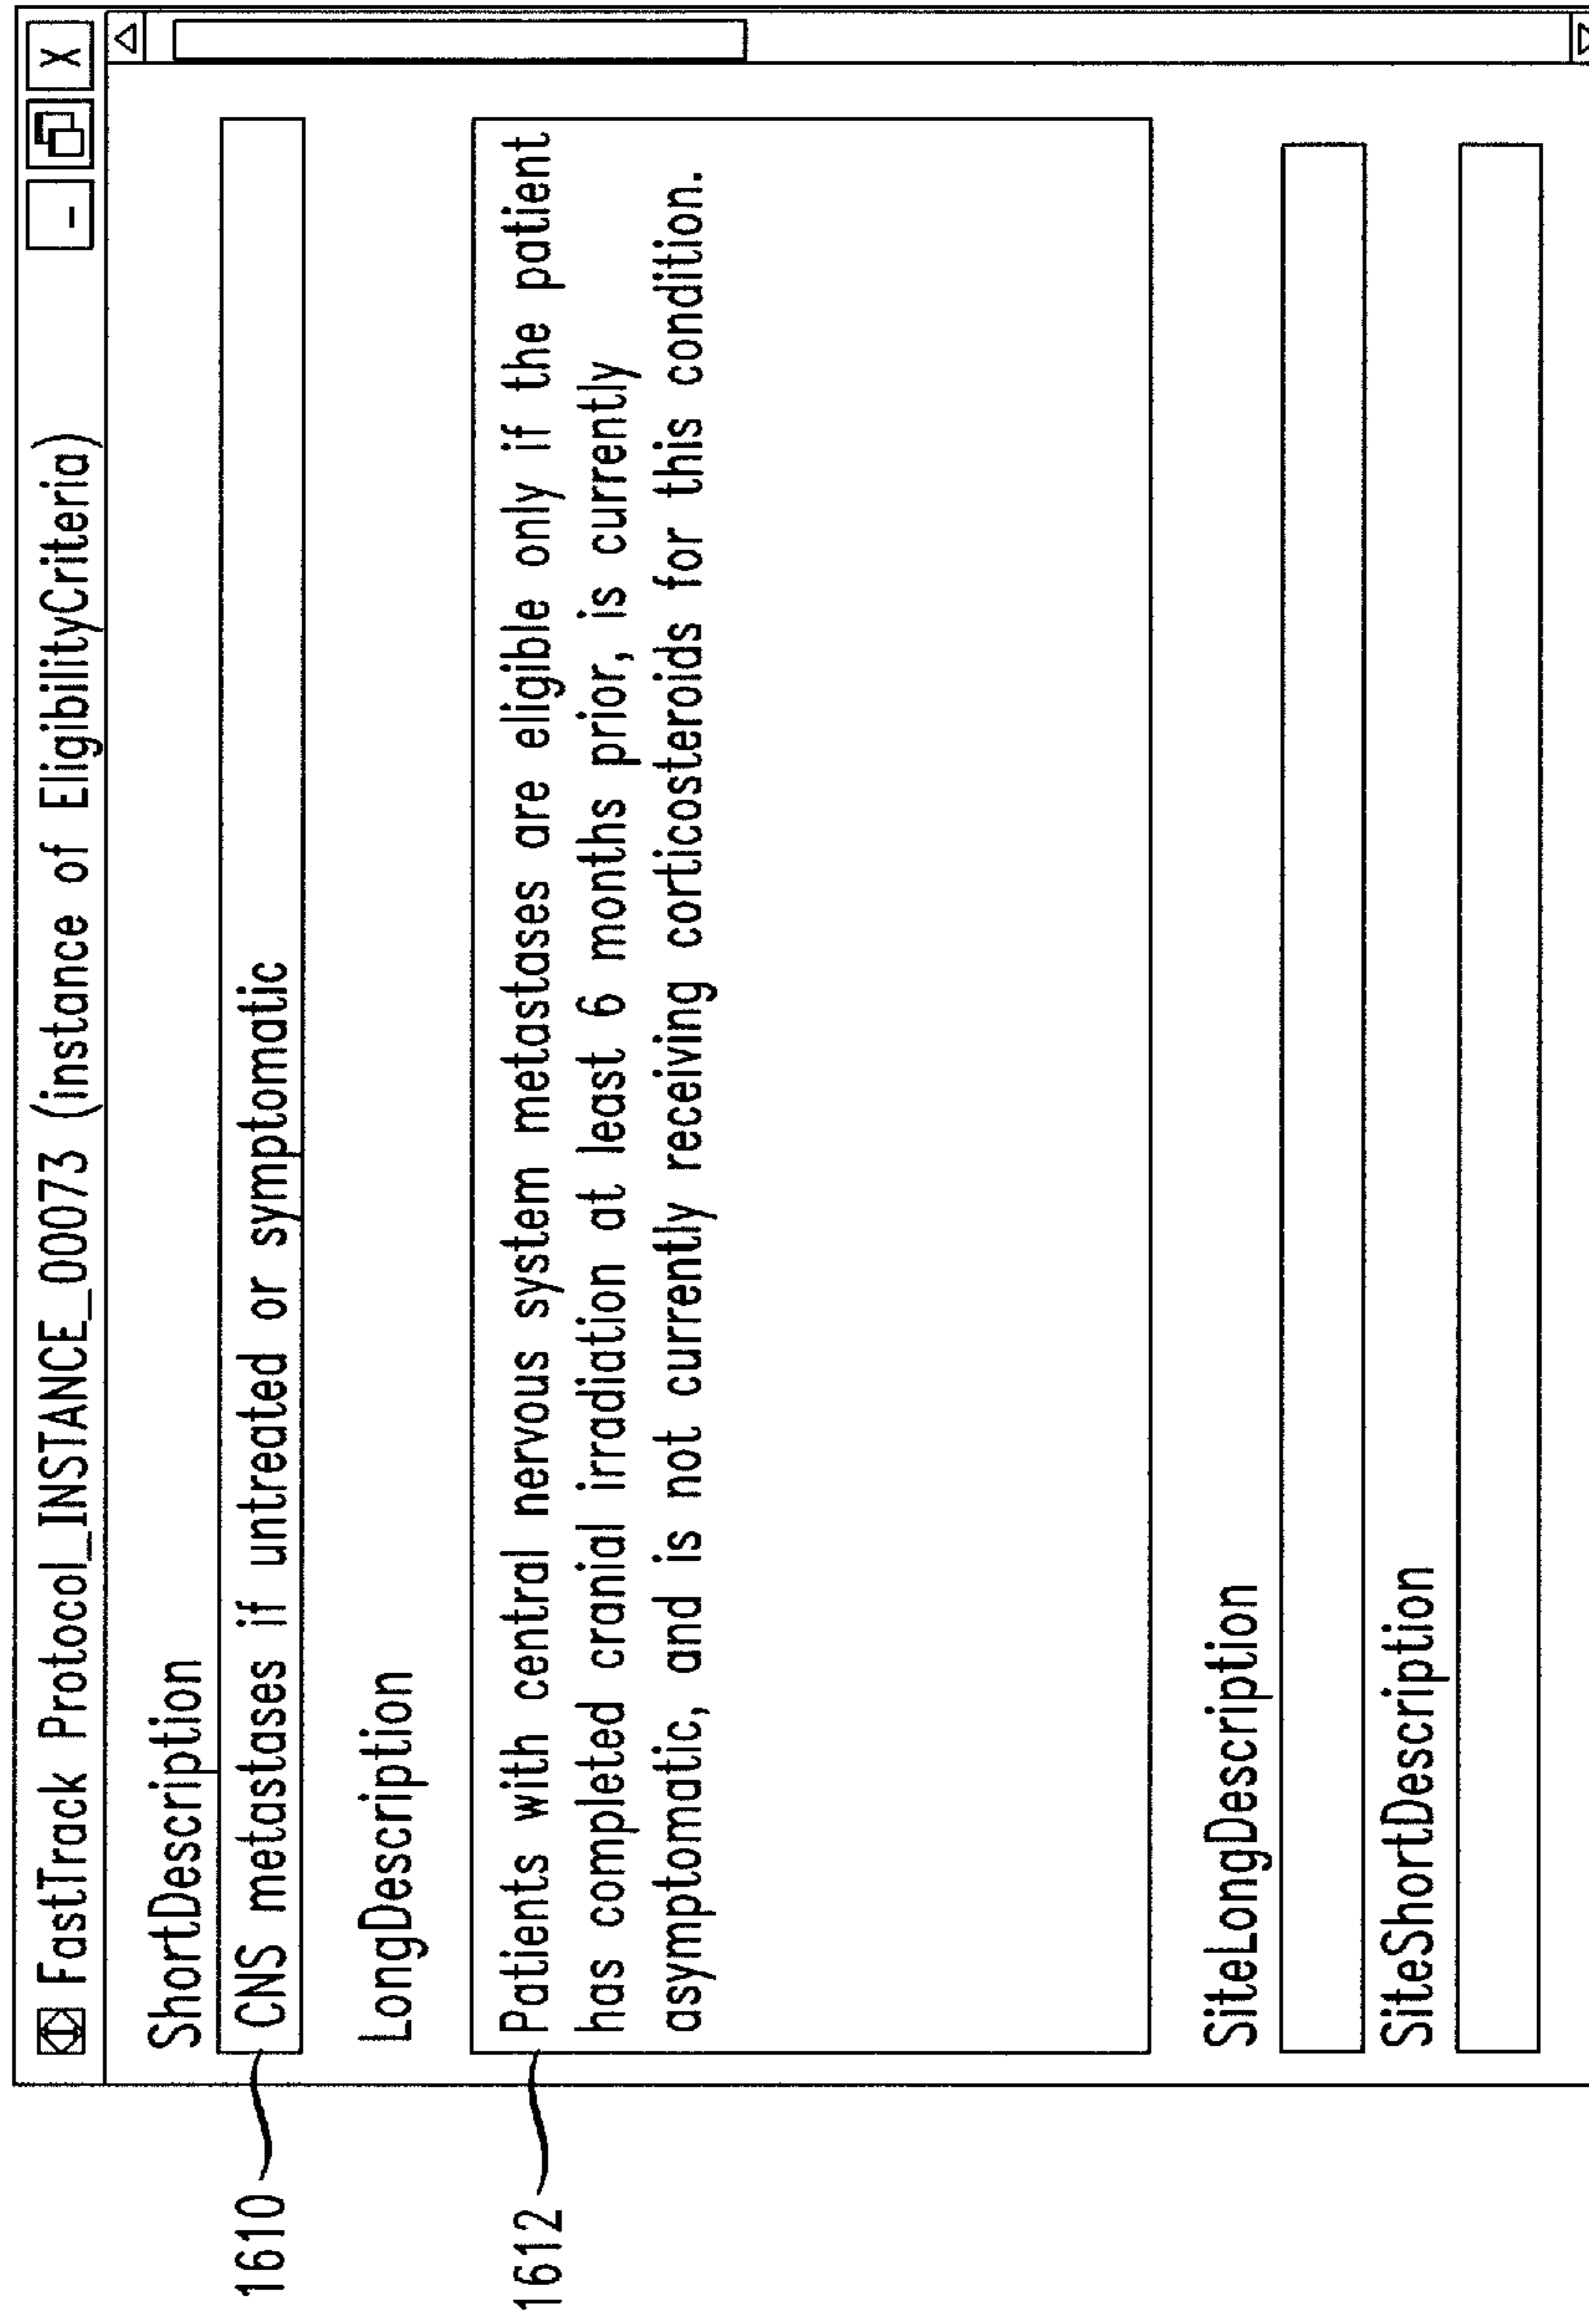 FastTrack Protocol_INSTANCE_00073 (instance of EligibilityCriteria)
- X
ShortDescription
1610
CNS metastases if untreated or symptomatic
LongDescription
1612
Patients with central nervous system metastases are eligible only if the patient
has completed cranial irradiation at least 6 months prior, is currently
asymptomatic, and is not currently receiving corticosteroids for this condition.
SiteLongDescription
SiteShortDescription